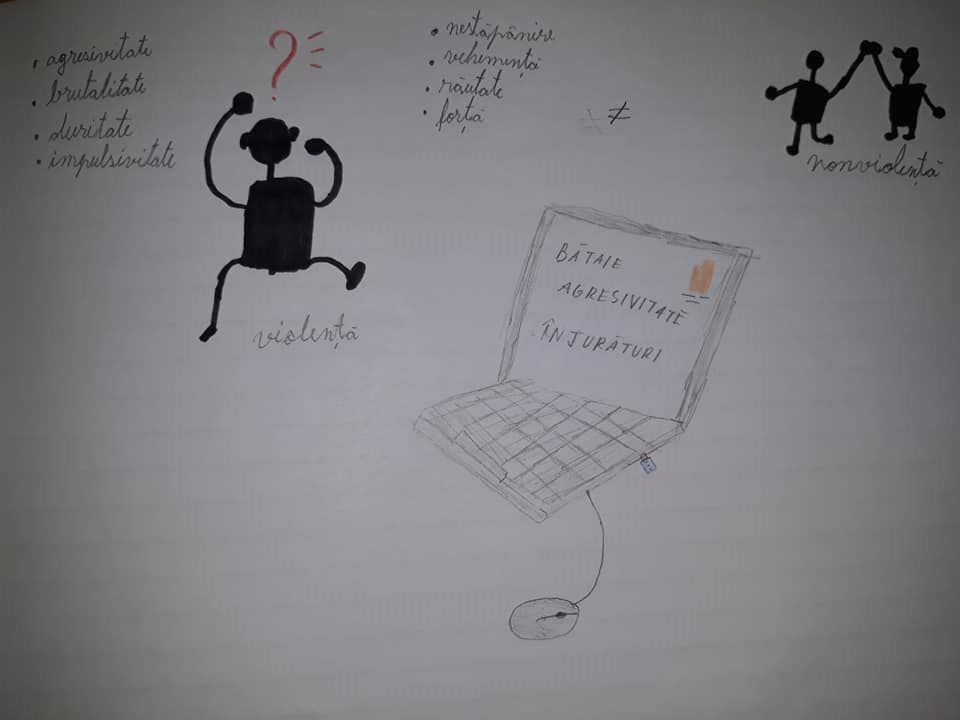 • agresivitate
• brutalitate
• duritate
• impulsivitate
?
violență
• nestăpânire
• vehemență
• răutate
• forță
≠
nonviolență
BĂTAIE
AGRESIVITATE
ÎNJURĂTURI